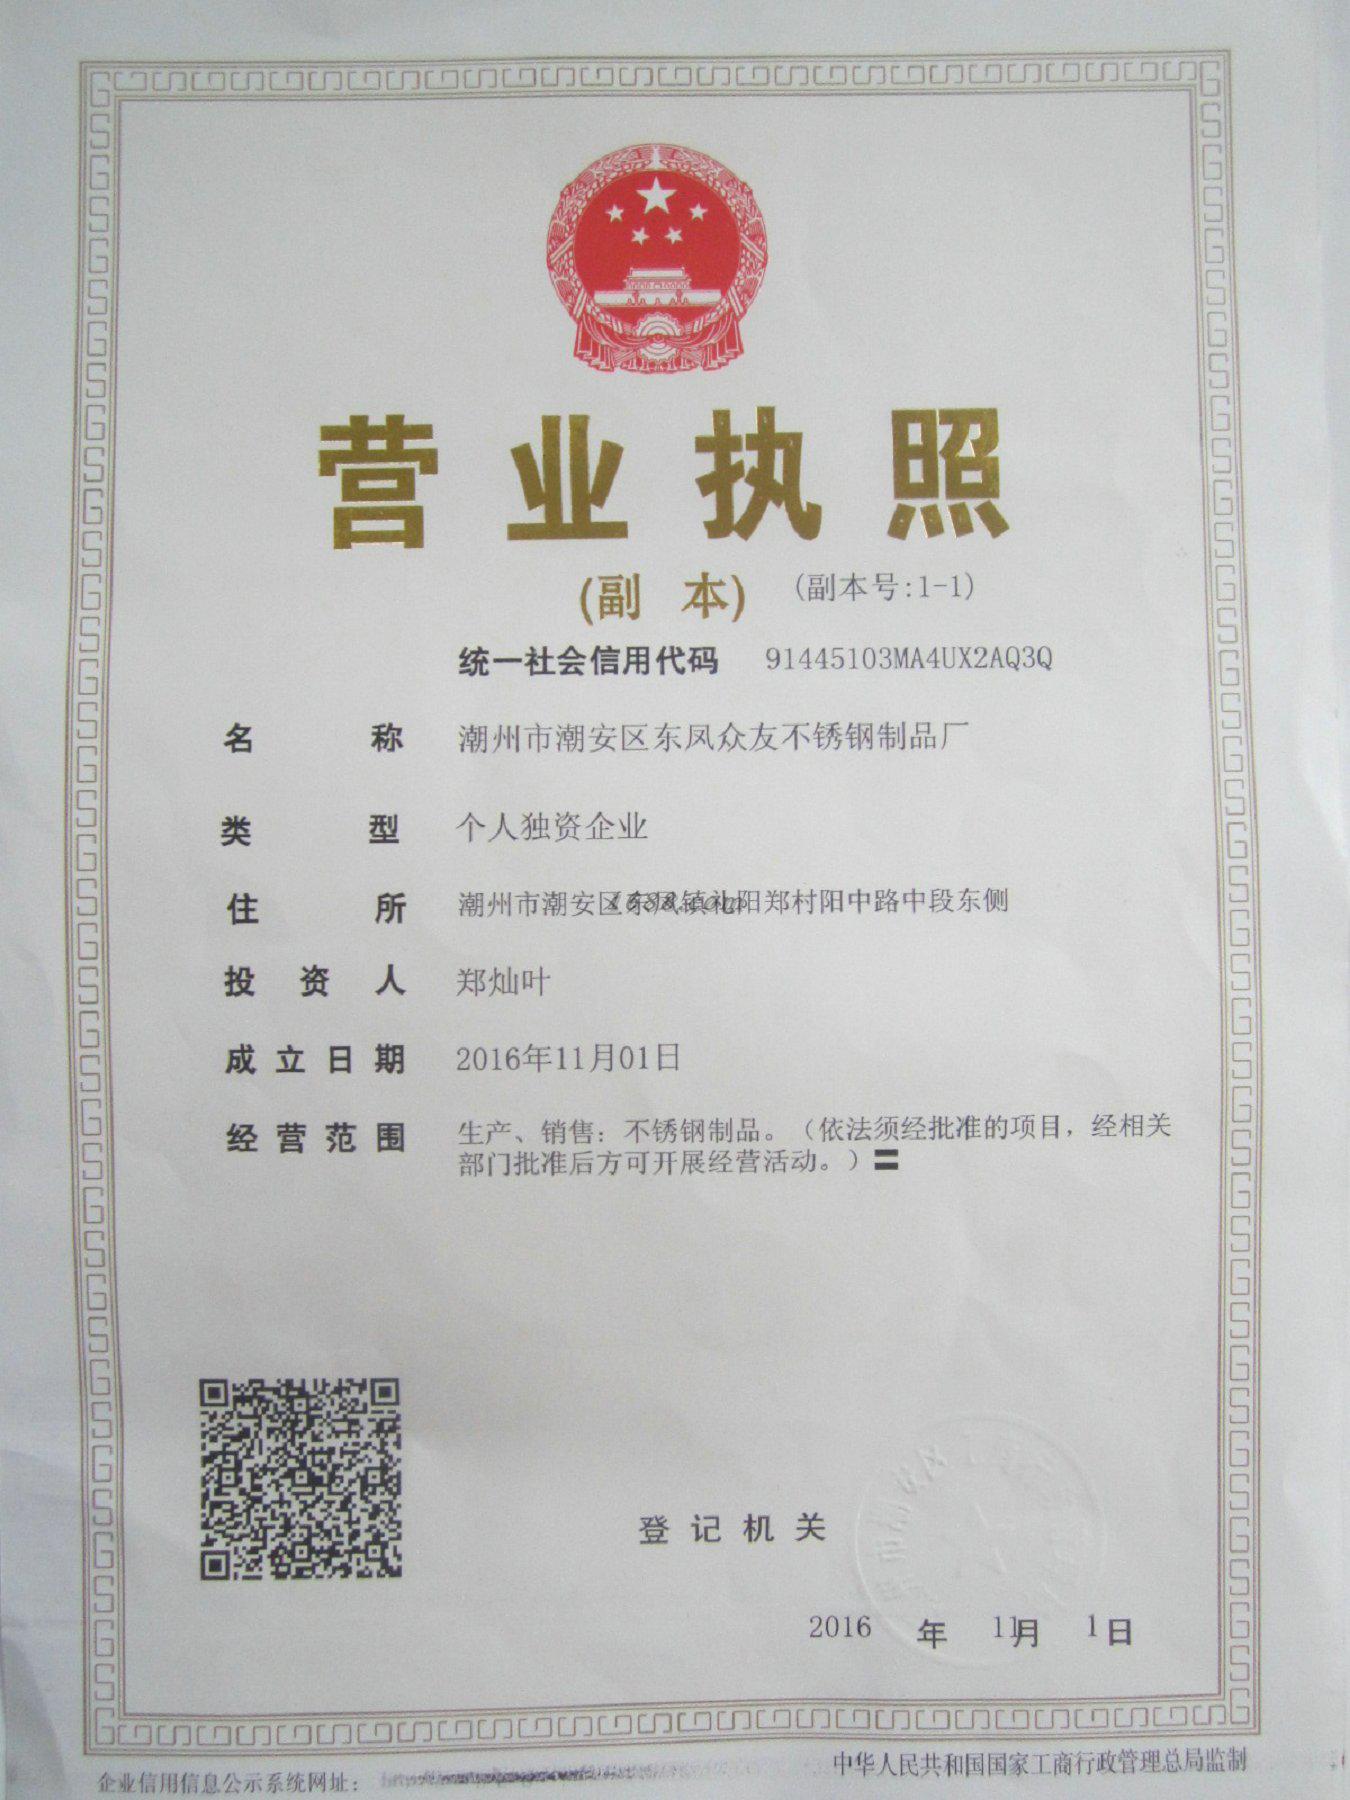 营业执照
(副 本) (副本号:1-1)
统一社会信用代码 91445103MA4UX2AQ3Q
名 称 潮州市潮安区东凤众友不锈钢制品厂
类 型 个人独资企业
住 所 潮州市潮安区东凤镇礼阳郑村阳中路中段东侧
1688.com
投 资 人 郑灿叶
成 立 日 期 2016年11月01日
经 营 范 围 生产、销售：不锈钢制品。（依法须经批准的项目，经相关
部门批准后方可开展经营活动。）〓
登 记 机 关
2016 年 11月 1日
企业信用信息公示系统网址：
中华人民共和国国家工商行政管理总局监制